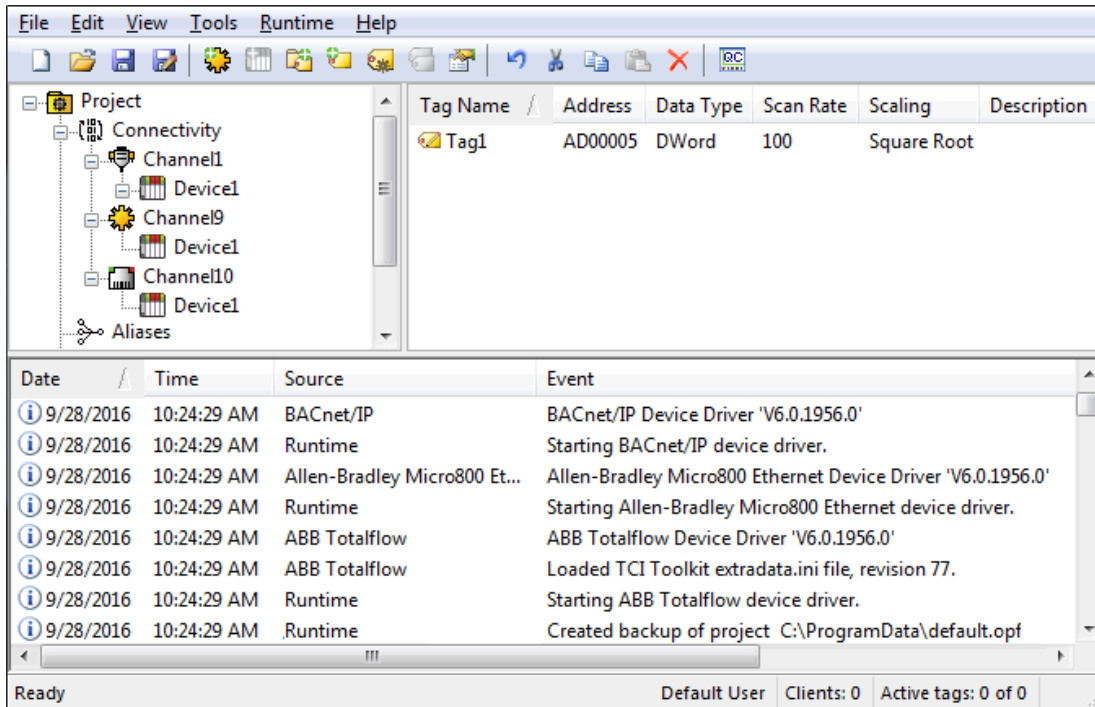 File Edit View Tools Runtime Help
QC
Project
Connectivity
Channel1
Device1
Channel9
Device1
Channel10
Device1
Aliases
Tag Name Address Data Type Scan Rate Scaling Description
Tag1 AD00005 DWord 100 Square Root
Date Time Source Event
9/28/2016 10:24:29 AM BACnet/IP BACnet/IP Device Driver 'V6.0.1956.0'
9/28/2016 10:24:29 AM Runtime Starting BACnet/IP device driver.
9/28/2016 10:24:29 AM Allen-Bradley Micro800 Et... Allen-Bradley Micro800 Ethernet Device Driver 'V6.0.1956.0'
9/28/2016 10:24:29 AM Runtime Starting Allen-Bradley Micro800 Ethernet device driver.
9/28/2016 10:24:29 AM ABB Totalflow ABB Totalflow Device Driver 'V6.0.1956.0'
9/28/2016 10:24:29 AM ABB Totalflow Loaded TCI Toolkit extradata.ini file, revision 77.
9/28/2016 10:24:29 AM Runtime Starting ABB Totalflow device driver.
9/28/2016 10:24:29 AM Runtime Created backup of project C:\ProgramData\default.opf
Ready Default User Clients: 0 Active tags: 0 of 0